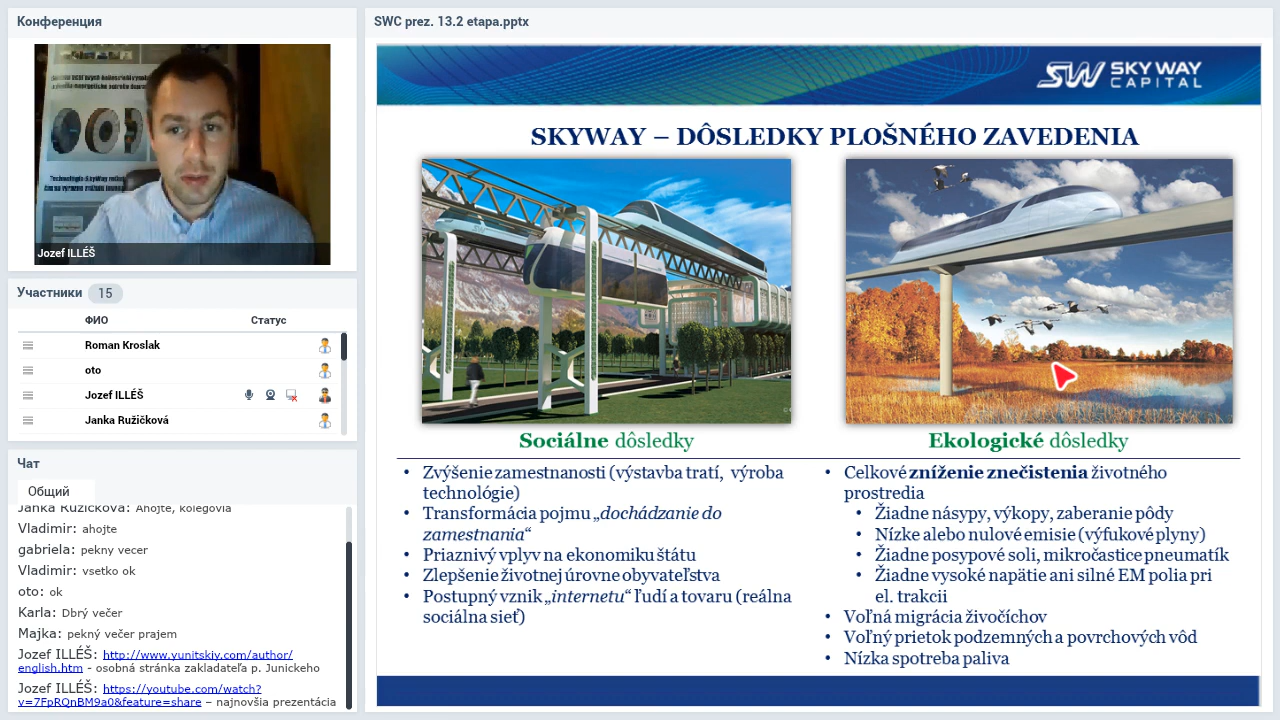 Конференция
Jozef ILLÉŠ
Участники 15
ФИО Статус
Roman Kroslak
oto
Jozef ILLÉŠ
Janka Ružičková
Чат
Общий
Janka Ružičková: Ahojte, kolegovia
Vladimir: ahojte
gabriela: pekny vecer
Vladimir: vsetko ok
oto: ok
Karla: Dbrý večer
Majka: pekný večer prajem
Jozef ILLÉŠ: http://www.yunitskiy.com/author/
english.htm - osobná stránka zakladateľa p. Junickeho
Jozef ILLÉŠ: https://youtube.com/watch?
v=7FpRQnBM9a0&feature=share – najnovšia prezentácia
SWC prez. 13.2 etapa.pptx
SW SKY WAY
CAPITAL
SKYWAY – DÔSLEDKY PLOŠNÉHO ZAVEDENIA
Sociálne dôsledky
• Zvýšenie zamestnanosti (výstavba tratí, výroba
technológie)
• Transformácia pojmu „dochádzanie do
zamestnania“
• Priaznivý vplyv na ekonomiku štátu
• Zlepšenie životnej úrovne obyvateľstva
• Postupný vznik „internetu“ ľudí a tovaru (reálna
sociálna sieť)
Ekologické dôsledky
• Celkové zníženie znečistenia životného
prostredia
• Žiadne násypy, výkopy, zaberanie pôdy
• Nízke alebo nulové emisie (výfukové plyny)
• Žiadne posypové soli, mikročastice pneumatík
• Žiadne vysoké napätie ani silné EM polia pri
el. trakcii
• Voľná migrácia živočíchov
• Voľný prietok podzemných a povrchových vôd
• Nízka spotreba paliva